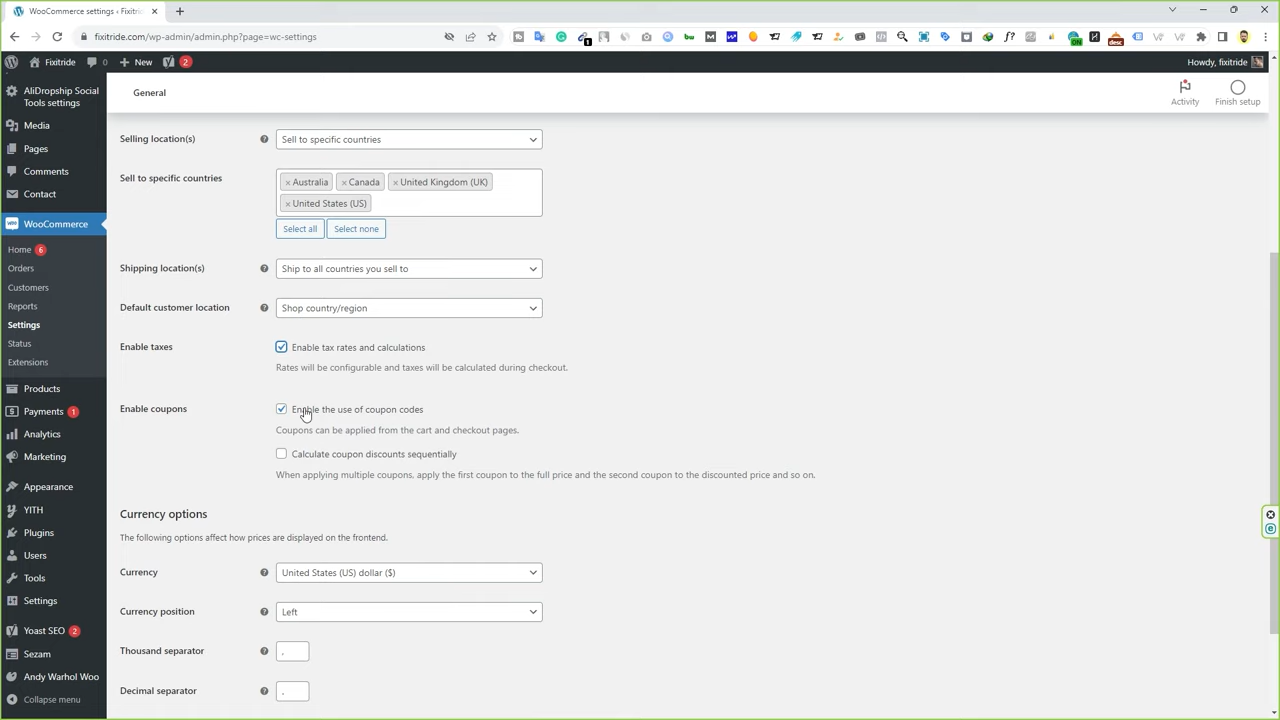 WooCommerce settings ‹ Fixitri
fixitride.com/wp-admin/admin.php?page=wc-settings
1
ON
desc
Fixitride
0
New
2
Howdy, fixitride
AliDropship Social
Tools settings
Media
Pages
Comments
Contact
WooCommerce
Home 6
Orders
Customers
Reports
Settings
Status
Extensions
Products
Payments 1
Analytics
Marketing
Appearance
YITH
Plugins
Users
Tools
Settings
Yoast SEO 2
Sezam
Andy Warhol Woo
Collapse menu
General
Activity
Finish setup
Selling location(s)
Sell to specific countries
Sell to specific countries
× Australia × Canada × United Kingdom (UK)
× United States (US)
Select all Select none
Shipping location(s)
Ship to all countries you sell to
Default customer location
Shop country/region
Enable taxes
Enable tax rates and calculations
Rates will be configurable and taxes will be calculated during checkout.
Enable coupons
Enable the use of coupon codes
Coupons can be applied from the cart and checkout pages.
Calculate coupon discounts sequentially
When applying multiple coupons, apply the first coupon to the full price and the second coupon to the discounted price and so on.
Currency options
The following options affect how prices are displayed on the frontend.
Currency
United States (US) dollar ($)
Currency position
Left
Thousand separator
,
Decimal separator
.